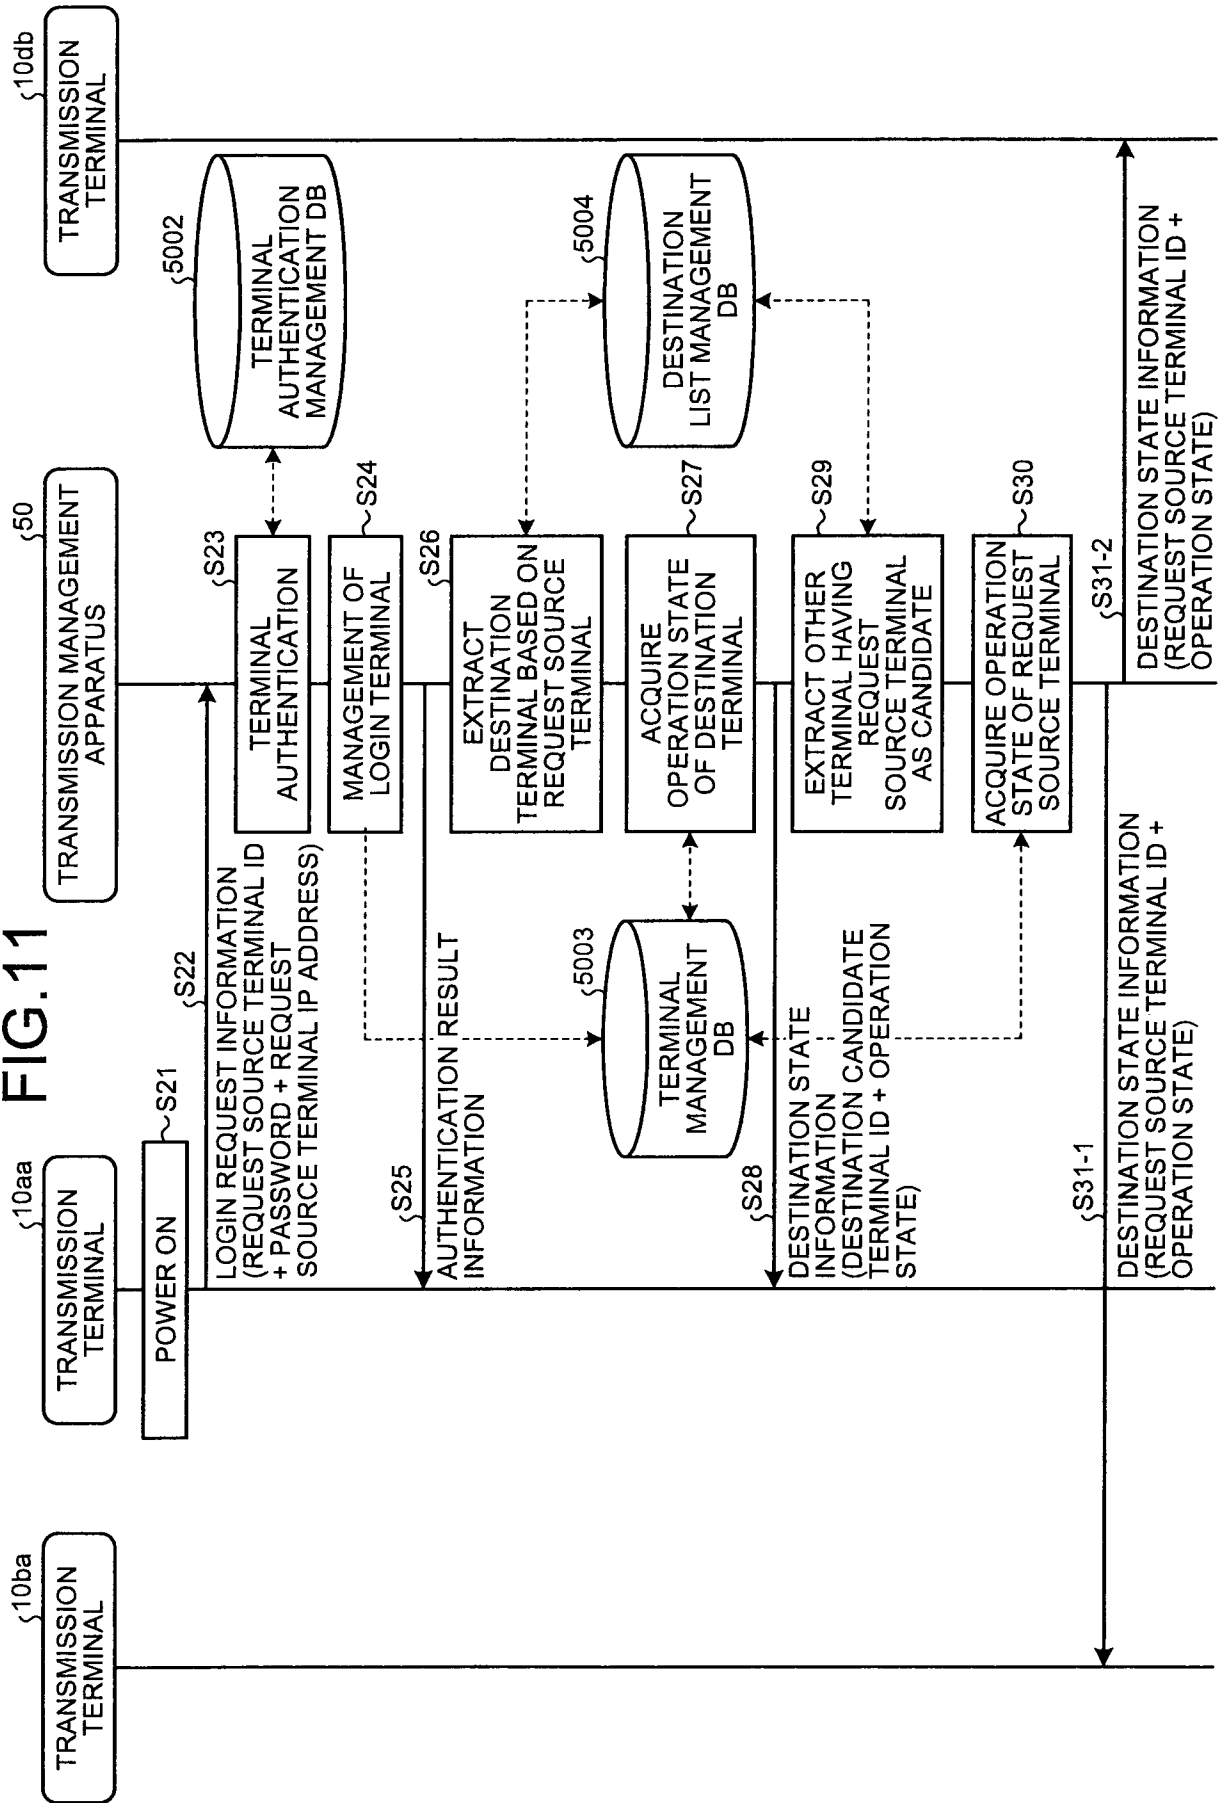 FIG.11
10ba
TRANSMISSION
TERMINAL
10aa
TRANSMISSION
TERMINAL
50
TRANSMISSION MANAGEMENT
APPARATUS
10db
TRANSMISSION
TERMINAL
POWER ON
S21
S22
LOGIN REQUEST INFORMATION
(REQUEST SOURCE TERMINAL ID
+ PASSWORD + REQUEST
SOURCE TERMINAL IP ADDRESS)
S23
TERMINAL
AUTHENTICATION
5002
TERMINAL
AUTHENTICATION
MANAGEMENT DB
MANAGEMENT OF
LOGIN TERMINAL
S24
S25
AUTHENTICATION RESULT
INFORMATION
S26
EXTRACT
DESTINATION
TERMINAL BASED ON
REQUEST SOURCE
TERMINAL
5003
TERMINAL
MANAGEMENT
DB
ACQUIRE
OPERATION STATE
OF DESTINATION
TERMINAL
S27
5004
DESTINATION
LIST MANAGEMENT
DB
S28
DESTINATION STATE
INFORMATION
(DESTINATION CANDIDATE
TERMINAL ID + OPERATION
STATE)
EXTRACT OTHER
TERMINAL HAVING
REQUEST
SOURCE TERMINAL
AS CANDIDATE
S29
ACQUIRE OPERATION
STATE OF REQUEST
SOURCE TERMINAL
S30
S31-1
DESTINATION STATE INFORMATION
(REQUEST SOURCE TERMINAL ID +
OPERATION STATE)
S31-2
DESTINATION STATE INFORMATION
(REQUEST SOURCE TERMINAL ID +
OPERATION STATE)